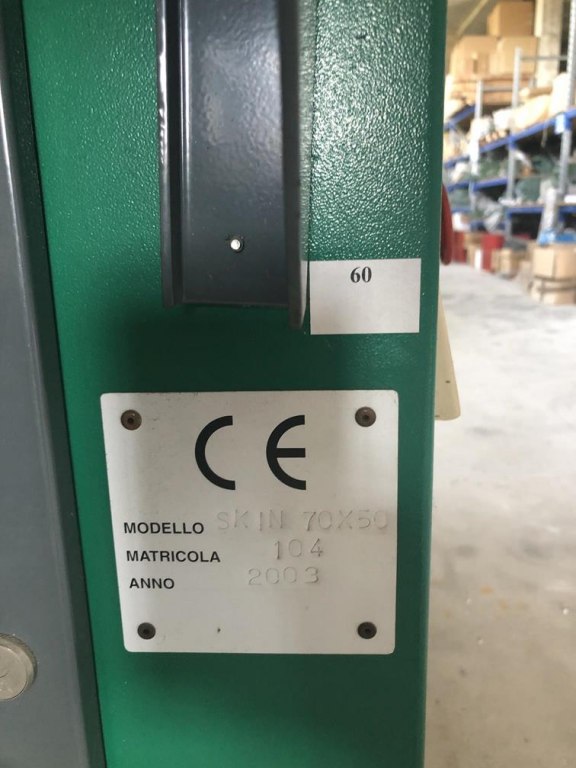 60
CE
MODELLO SKIN 70X50
MATRICOLA 104
ANNO 2003